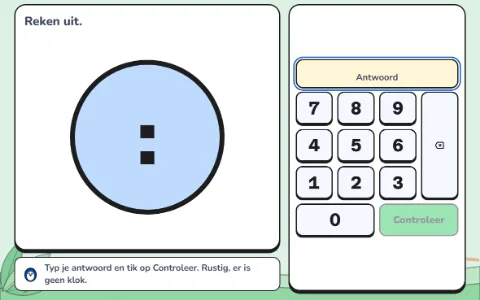 Reken uit.
:
Typ je antwoord en tik op Controleer. Rustig, er is
geen klok.
Antwoord
7 8 9
4 5 6
1 2 3
0 Controleer